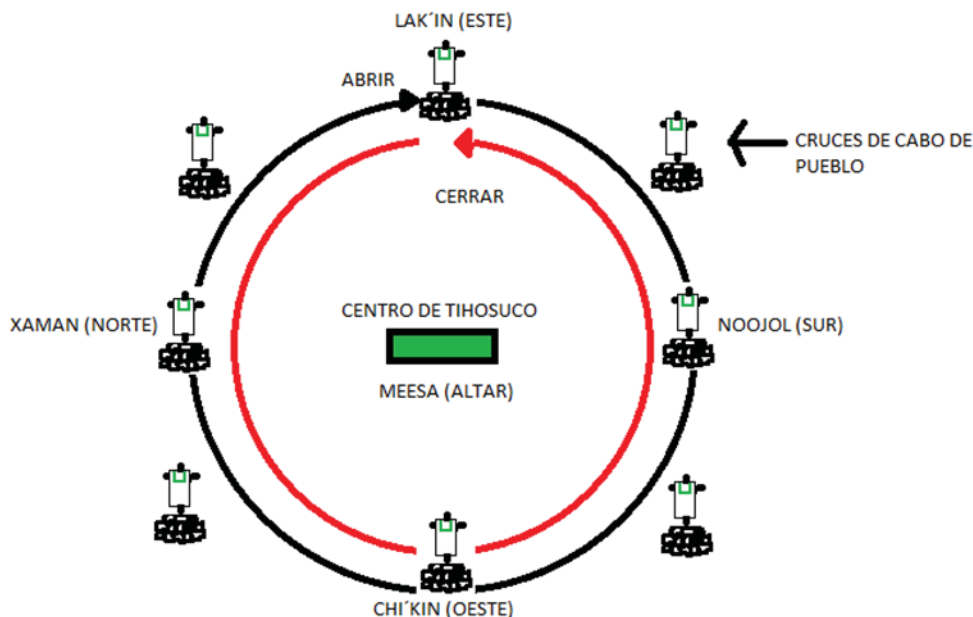 LAK´IN (ESTE)
ABRIR
CRUCES DE CABO DE
PUEBLO
CERRAR
CENTRO DE TIHOSUCO
XAMAN (NORTE)
NOOJOL (SUR)
MEESA (ALTAR)
CHI´KIN (OESTE)